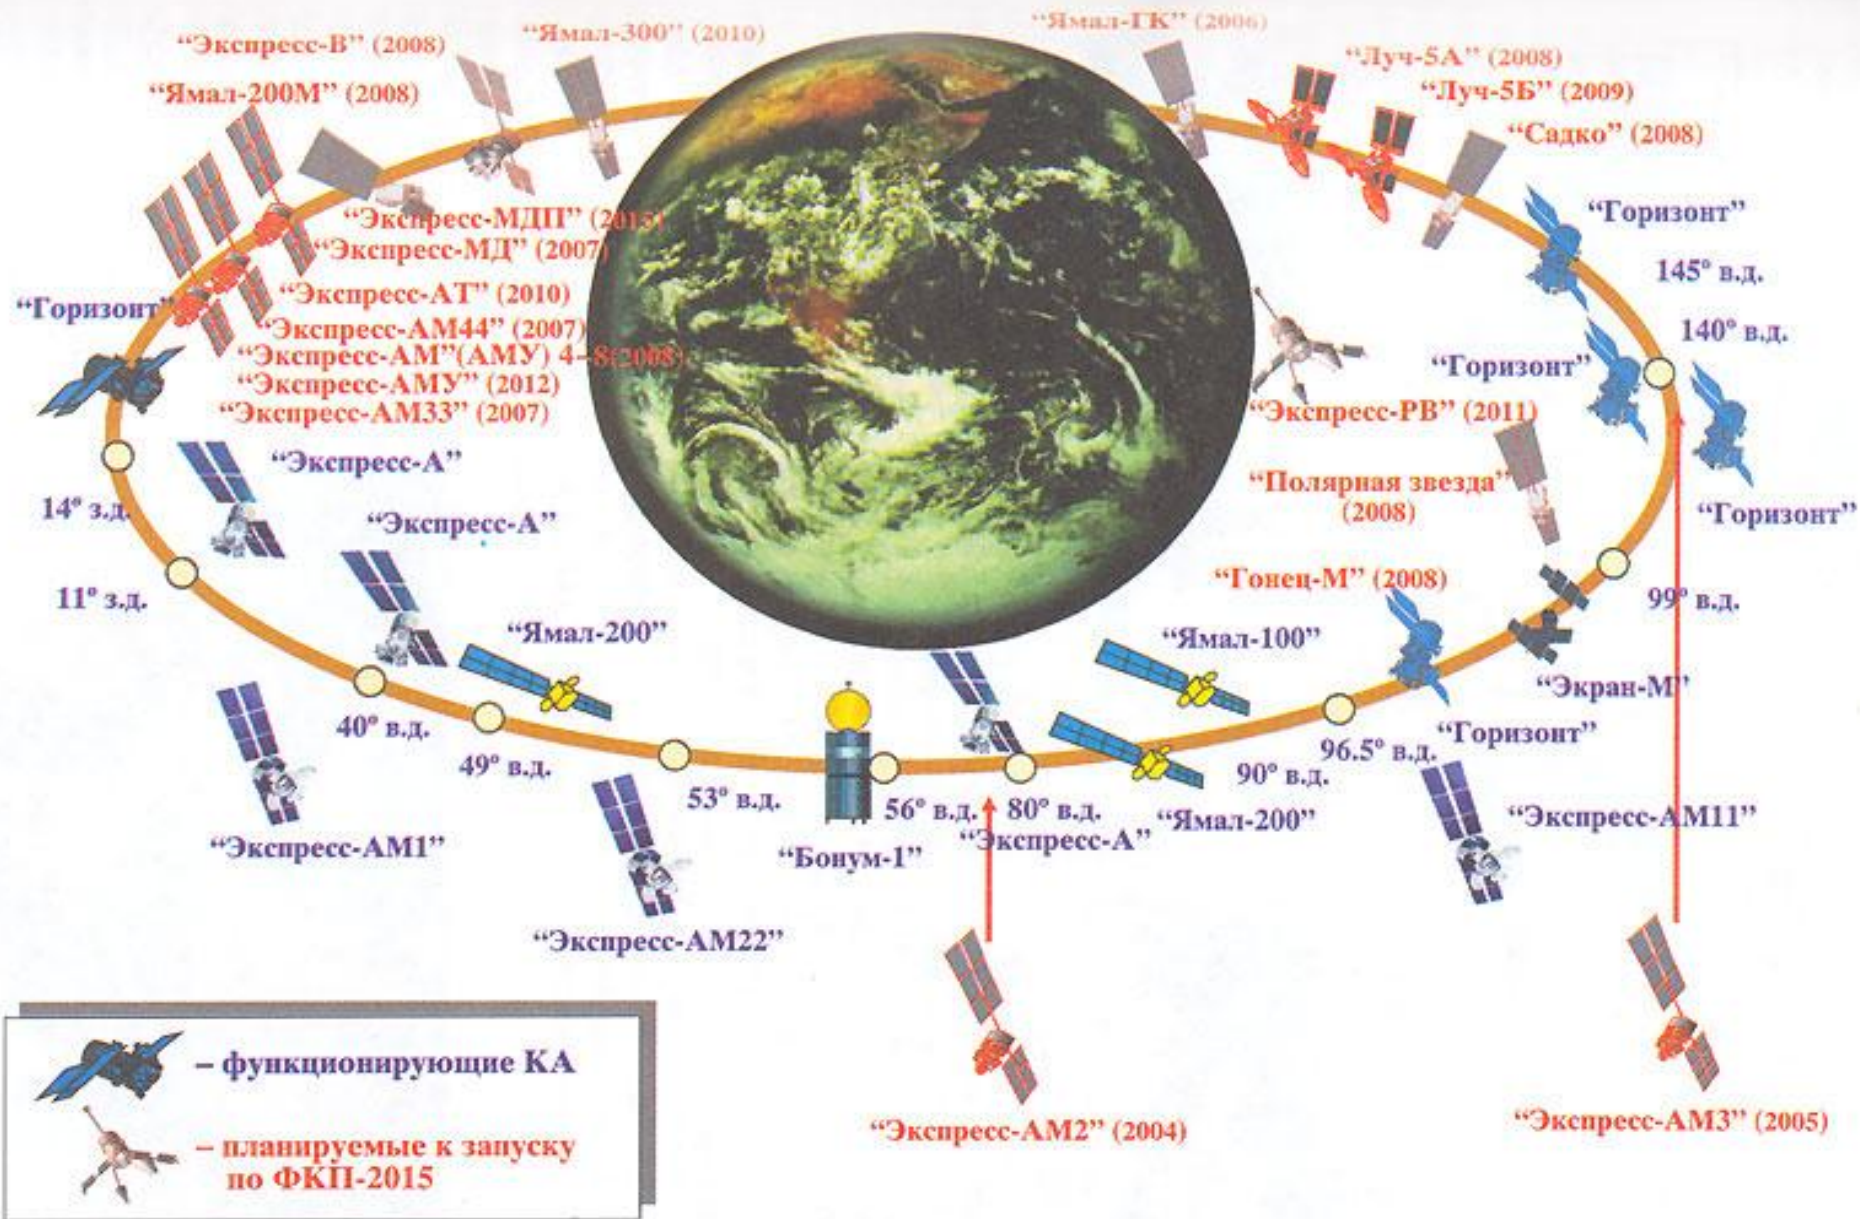 “Ямал-ГК” (2006)
“Экспресс-В” (2008)
“Ямал-300” (2010)
“Ямал-200М” (2008)
“Луч-5А” (2008)
“Луч-5Б” (2009)
“Садко” (2008)
“Экспресс-МДП” (2015)
“Экспресс-МД” (2007)
“Горизонт”
145° в.д.
“Горизонт”
“Экспресс-АТ” (2010)
“Экспресс-АМ44” (2007)
“Экспресс-АМ”(АМУ) 4–8(2008)
“Экспресс-АМУ” (2012)
“Экспресс-АМ33” (2007)
140° в.д.
“Горизонт”
“Экспресс-РВ” (2011)
“Экспресс-А”
“Полярная звезда”
(2008)
14° з.д.
“Экспресс-А”
“Горизонт”
11° з.д.
“Гонец-М” (2008)
99° в.д.
“Ямал-200”
“Ямал-100”
“Экран-М”
40° в.д.
49° в.д.
“Горизонт”
96.5° в.д.
90° в.д.
53° в.д.
56° в.д.
80° в.д.
“Ямал-200”
“Экспресс-АМ11”
“Экспресс-А”
“Экспресс-АМ1”
“Бонум-1”
“Экспресс-АМ22”
– функционирующие КА
“Экспресс-АМ2” (2004)
“Экспресс-АМ3” (2005)
– планируемые к запуску
по ФКП-2015